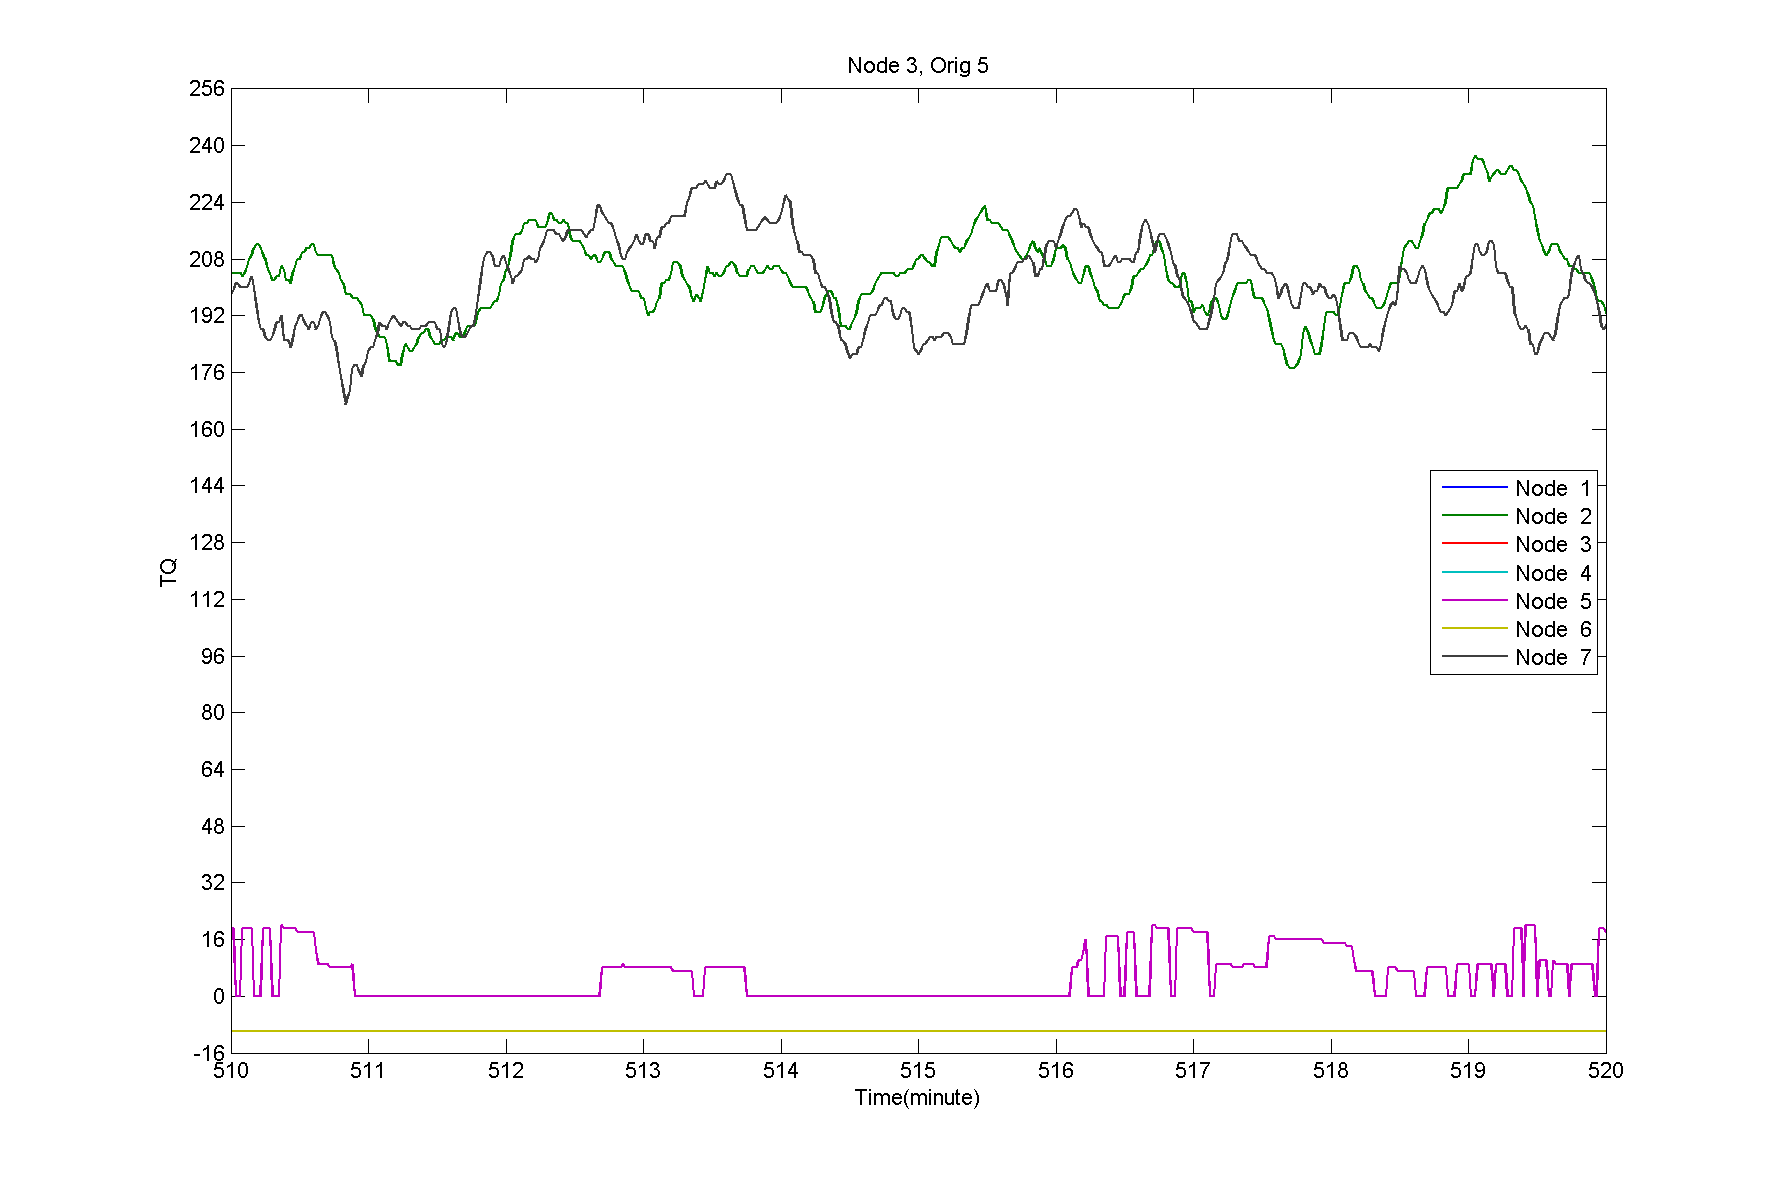 Node 3, Orig 5
256
240
224
208
192
176
160
144
128
112
96
80
64
48
32
16
0
-16
TQ
Node 1
Node 2
Node 3
Node 4
Node 5
Node 6
Node 7
510 511 512 513 514 515 516 517 518 519 520
Time(minute)